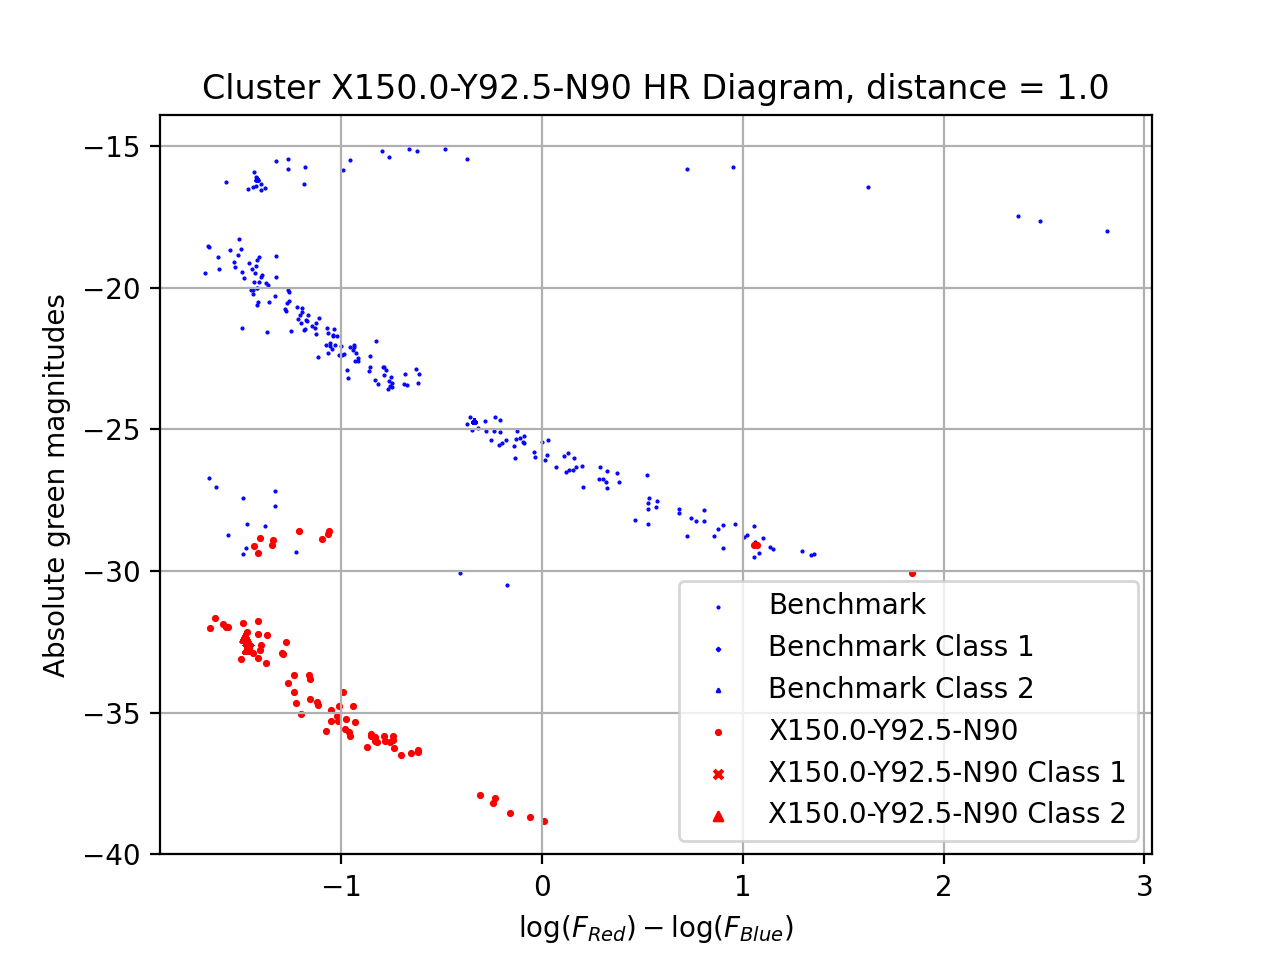 Cluster X150.0-Y92.5-N90 HR Diagram, distance = 1.0
Absolute green magnitudes
−15
−20
−25
−30
−35
−40
Benchmark
Benchmark Class 1
Benchmark Class 2
X150.0-Y92.5-N90
X150.0-Y92.5-N90 Class 1
X150.0-Y92.5-N90 Class 2
−1 0 1 2 3
log(F_Red) − log(F_Blue)